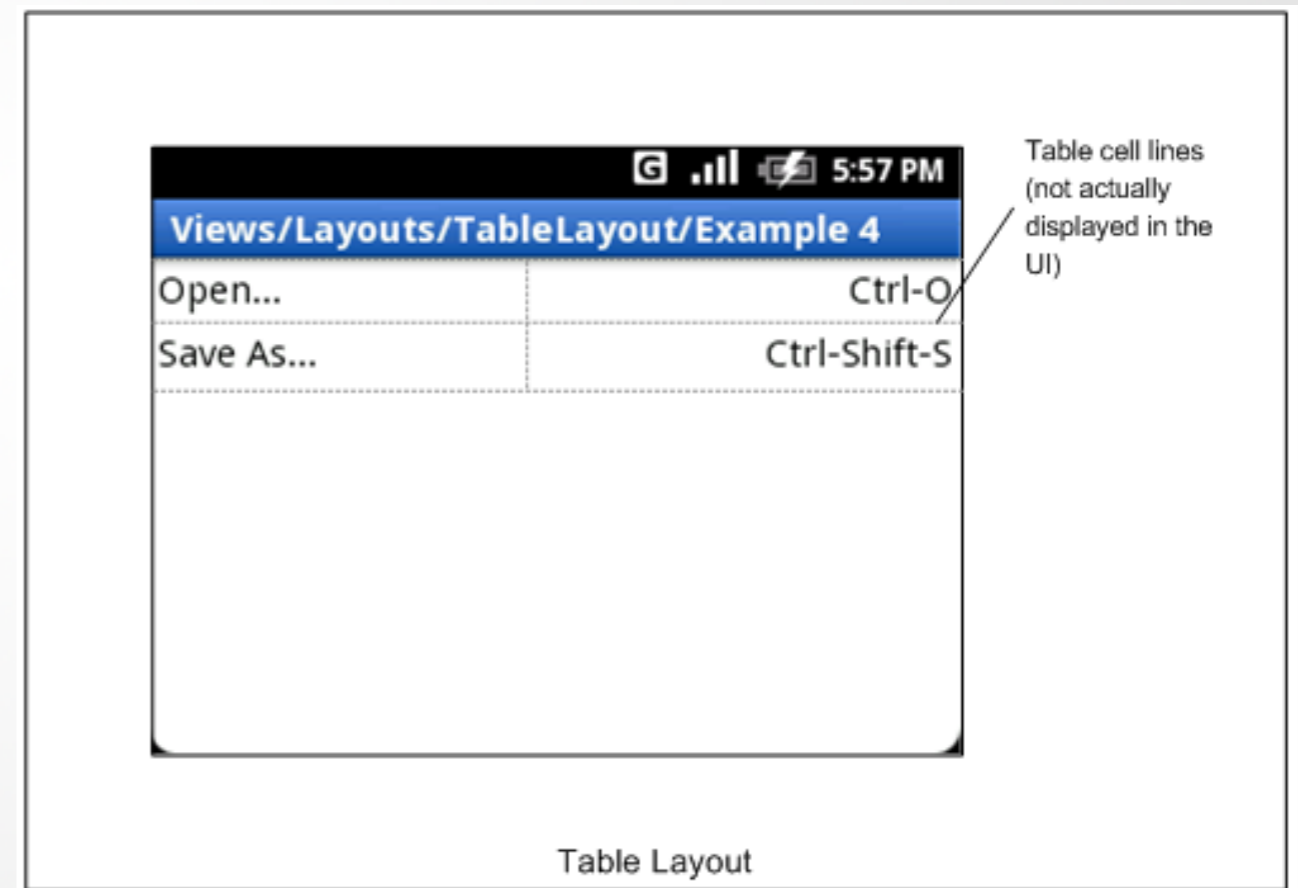 G 5:57 PM
Views/Layouts/TableLayout/Example 4
Open... Ctrl-O
Save As... Ctrl-Shift-S
Table cell lines
(not actually
displayed in the
UI)
Table Layout